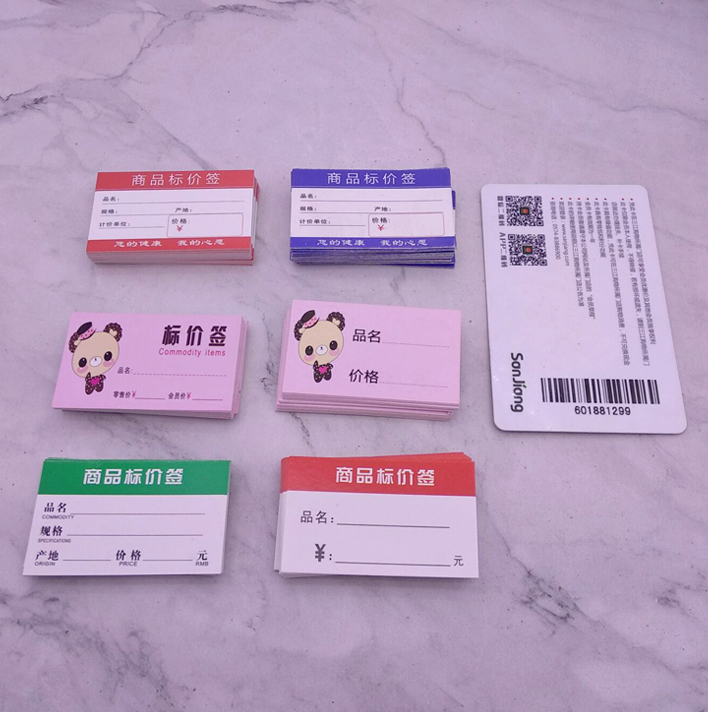 商品标价签
品名：
规格： 产地：
计价单位： 价格
￥
您的健康 我的心愿
商品标价签
品名：
规格： 产地：
计价单位： 价格
￥
您的健康 我的心愿
标价签
Commodity items
品名：
零售价￥ 会员价￥
品名
价格
商品标价签
品名
COMMODITY
规格
SPECIFICATIONS
产地 价格 元
ORIGIN PRICE RMB
商品标价签
品名：
￥： 元
SanJiang
601881299